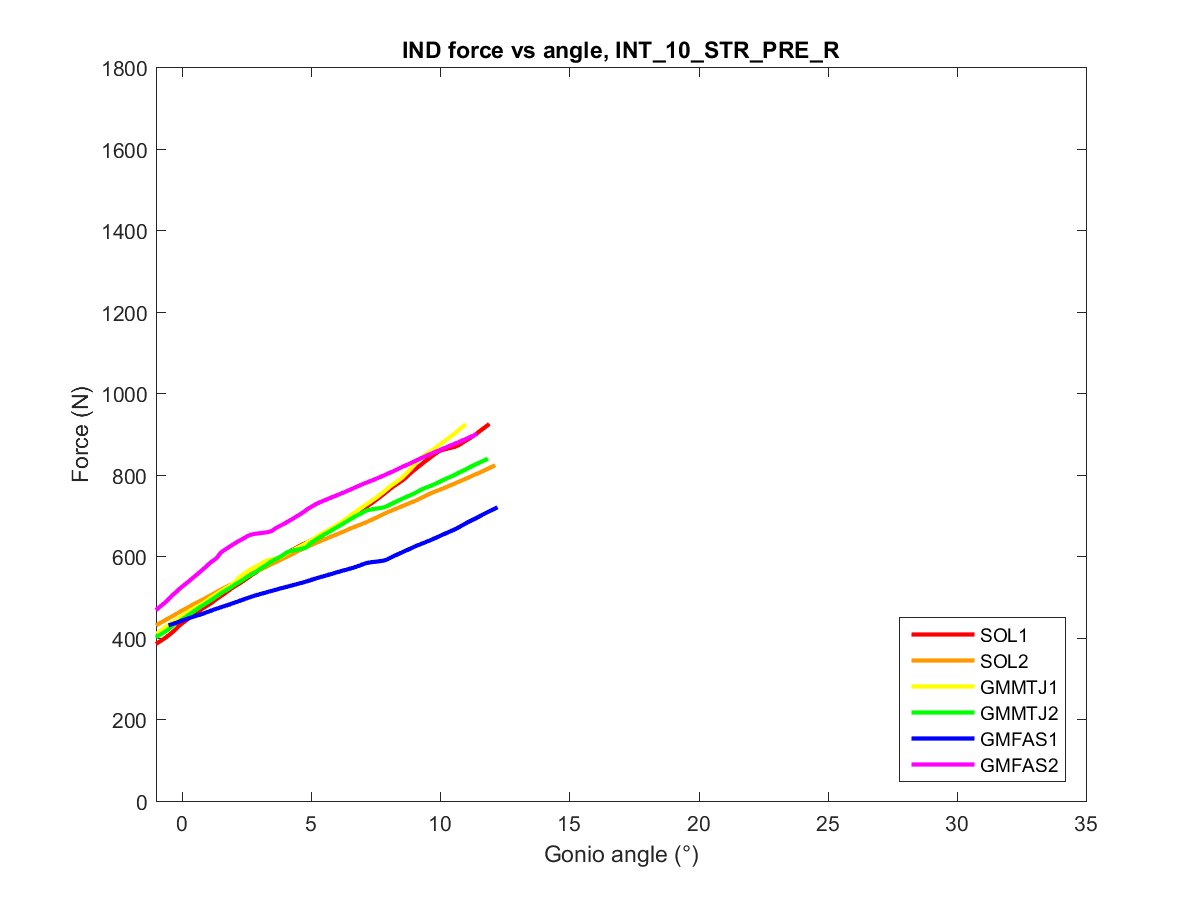 IND force vs angle, INT_10_STR_PRE_R
1800
1600
1400
1200
1000
800
600
400
200
0
Force (N)
0 5 10 15 20 25 30 35
Gonio angle (°)
SOL1
SOL2
GMMTJ1
GMMTJ2
GMFAS1
GMFAS2